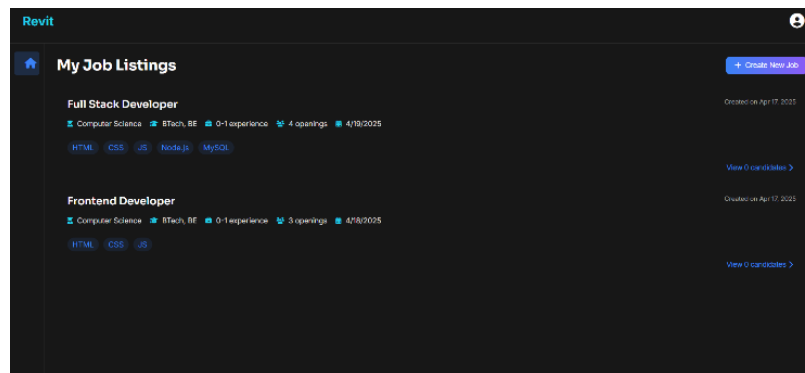 Revit
My Job Listings
+ Create New Job
Full Stack Developer
Created on Apr 17, 2025
Computer Science BTech, BE 0-1 experience 4 openings 4/19/2025
HTML CSS JS Node.js MySQL
View 0 candidates >
Frontend Developer
Created on Apr 17, 2025
Computer Science BTech, BE 0-1 experience 3 openings 4/18/2025
HTML CSS JS
View 0 candidates >